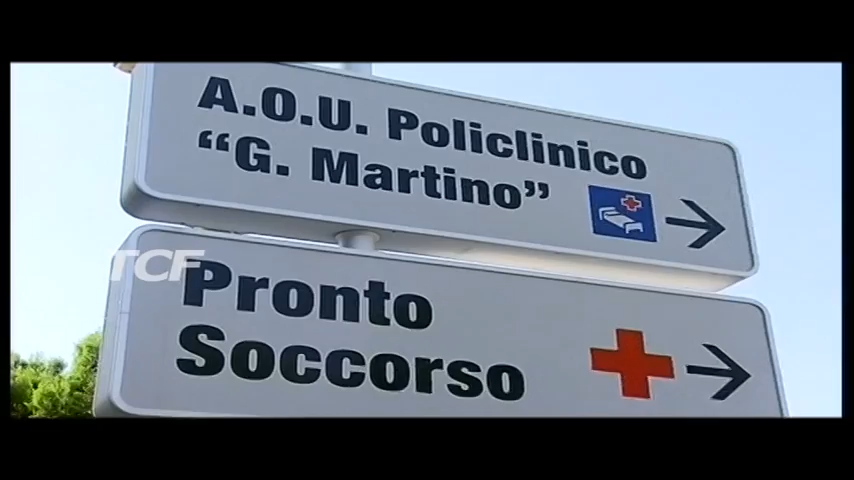 A.O.U. Policlinico
“G. Martino”
TCF
Pronto
Soccorso